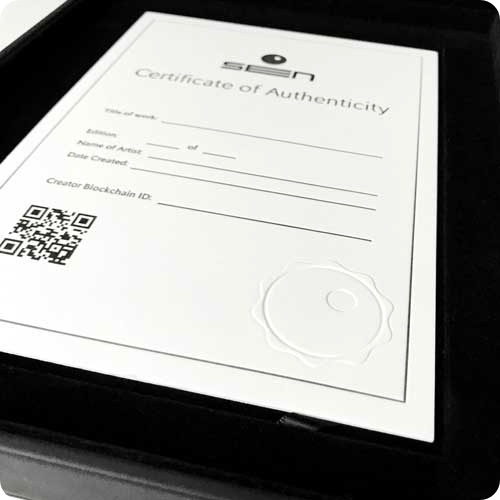 SEn
Certificate of Authenticity
Title of work:
Edition: of
Name of Artist:
Date Created:
Creator Blockchain ID: